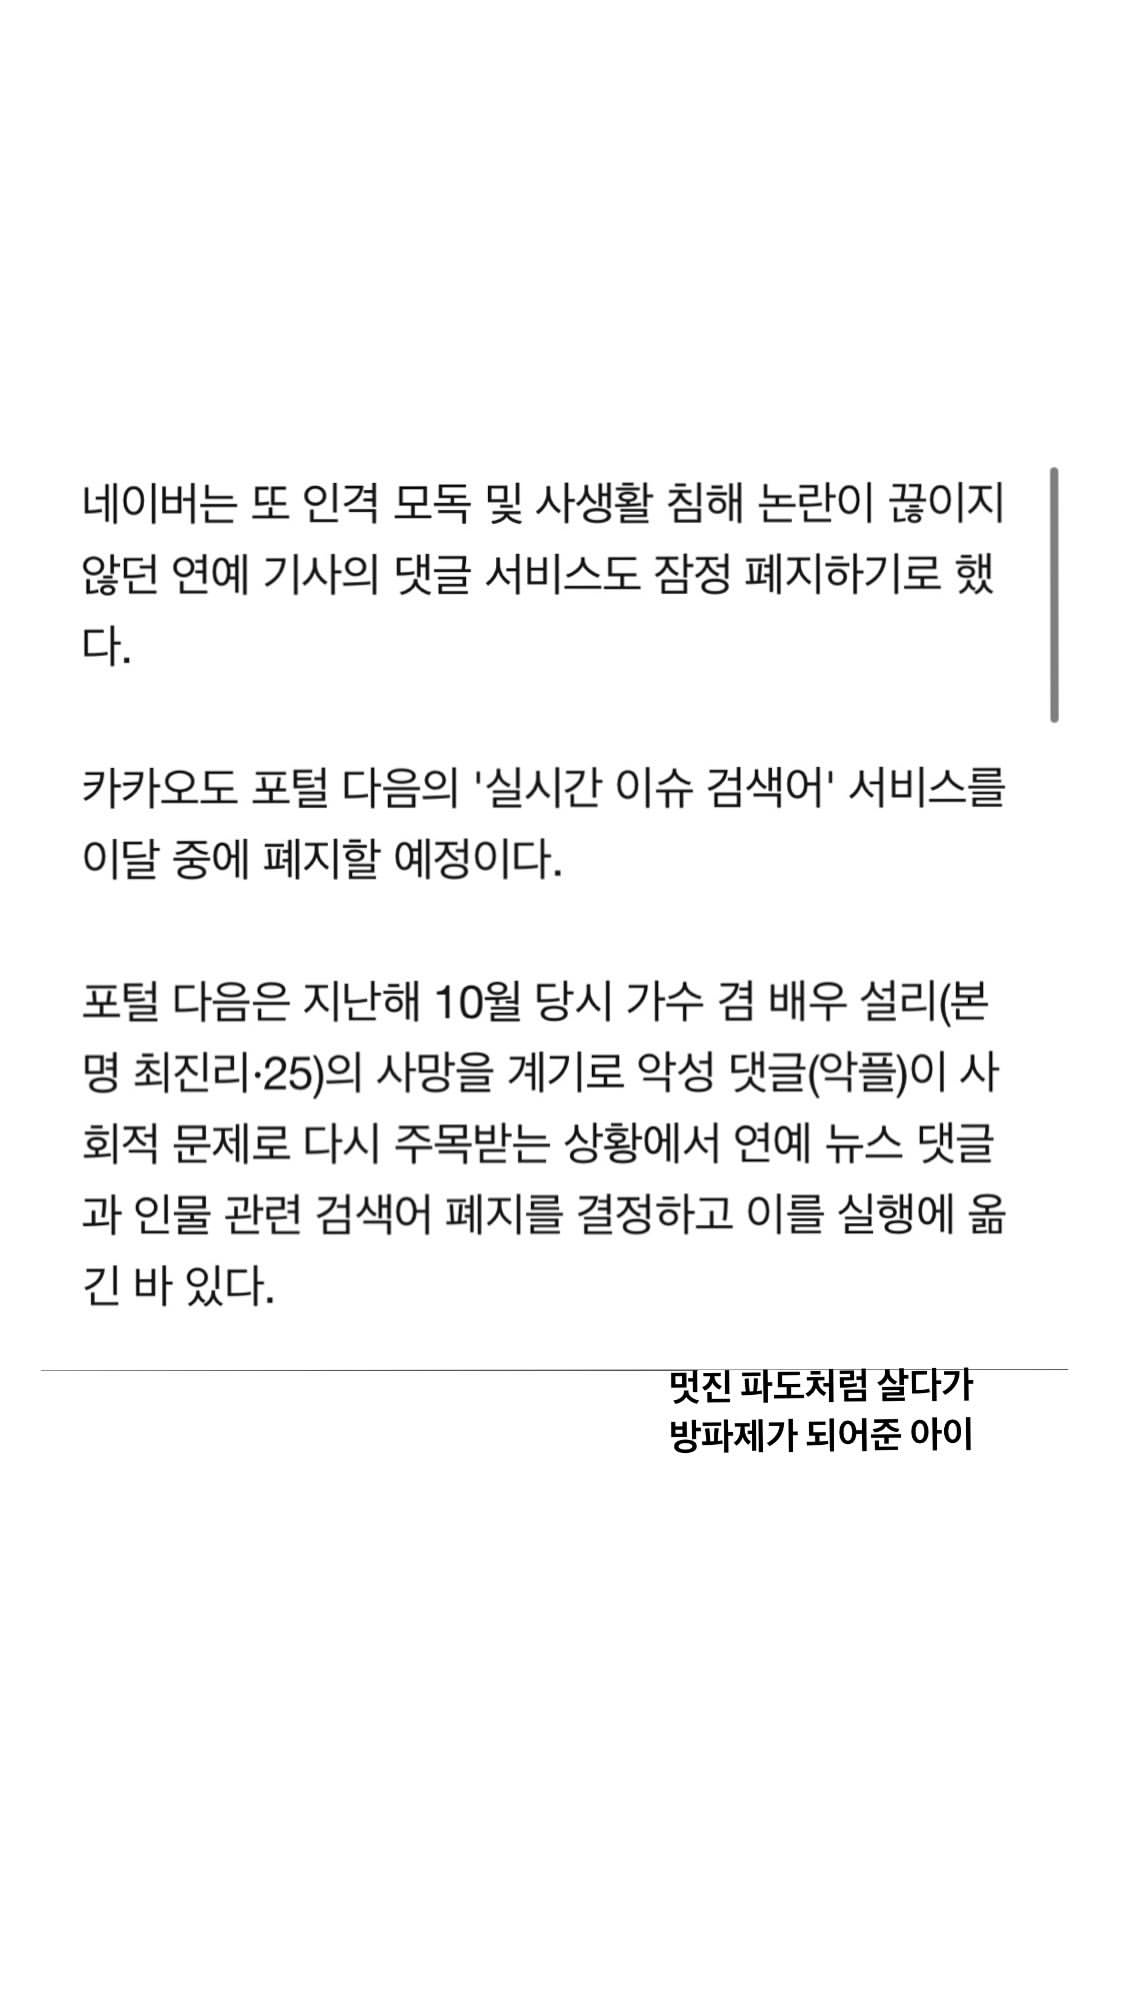 네이버는 또 인격 모독 및 사생활 침해 논란이 끊이지
않던 연예 기사의 댓글 서비스도 잠정 폐지하기로 했
다.
카카오도 포털 다음의 '실시간 이슈 검색어' 서비스를
이달 중에 폐지할 예정이다.
포털 다음은 지난해 10월 당시 가수 겸 배우 설리(본
명 최진리·25)의 사망을 계기로 악성 댓글(악플)이 사
회적 문제로 다시 주목받는 상황에서 연예 뉴스 댓글
과 인물 관련 검색어 폐지를 결정하고 이를 실행에 옮
긴 바 있다.
멋진 파도처럼 살다가
방파제가 되어준 아이